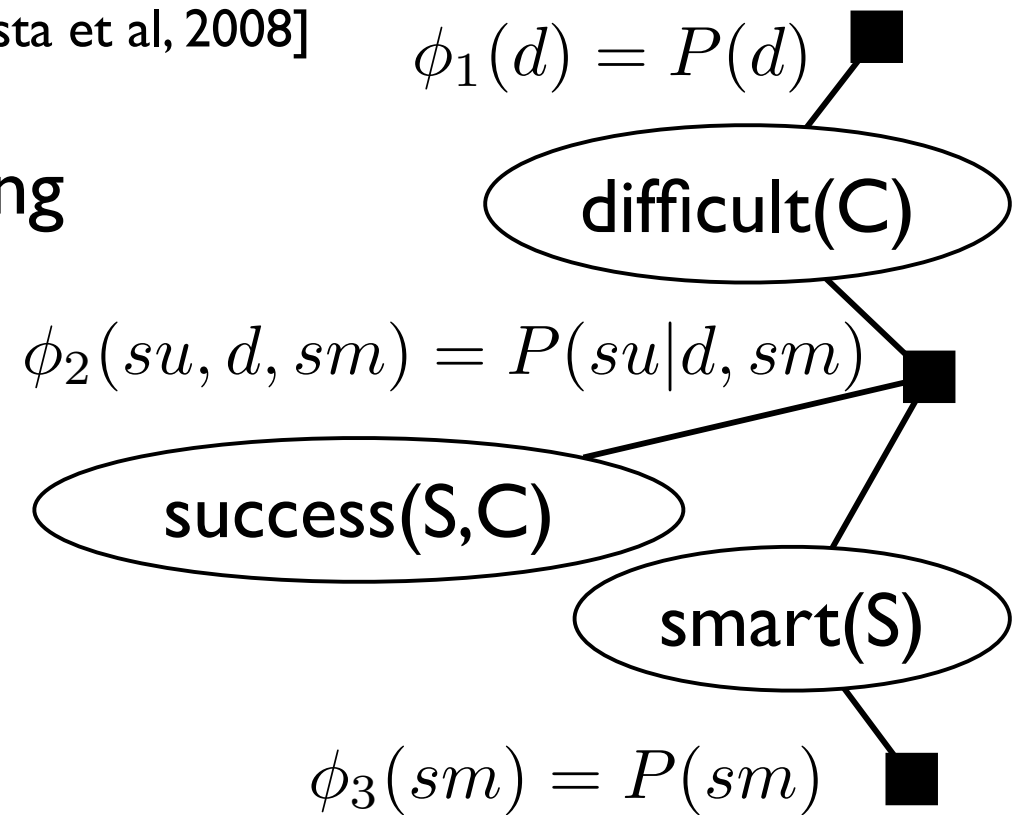 sta et al, 2008]
ϕ₁(d) = P(d)
ng
difficult(C)
ϕ₂(su, d, sm) = P(su|d, sm)
success(S,C)
smart(S)
ϕ₃(sm) = P(sm)